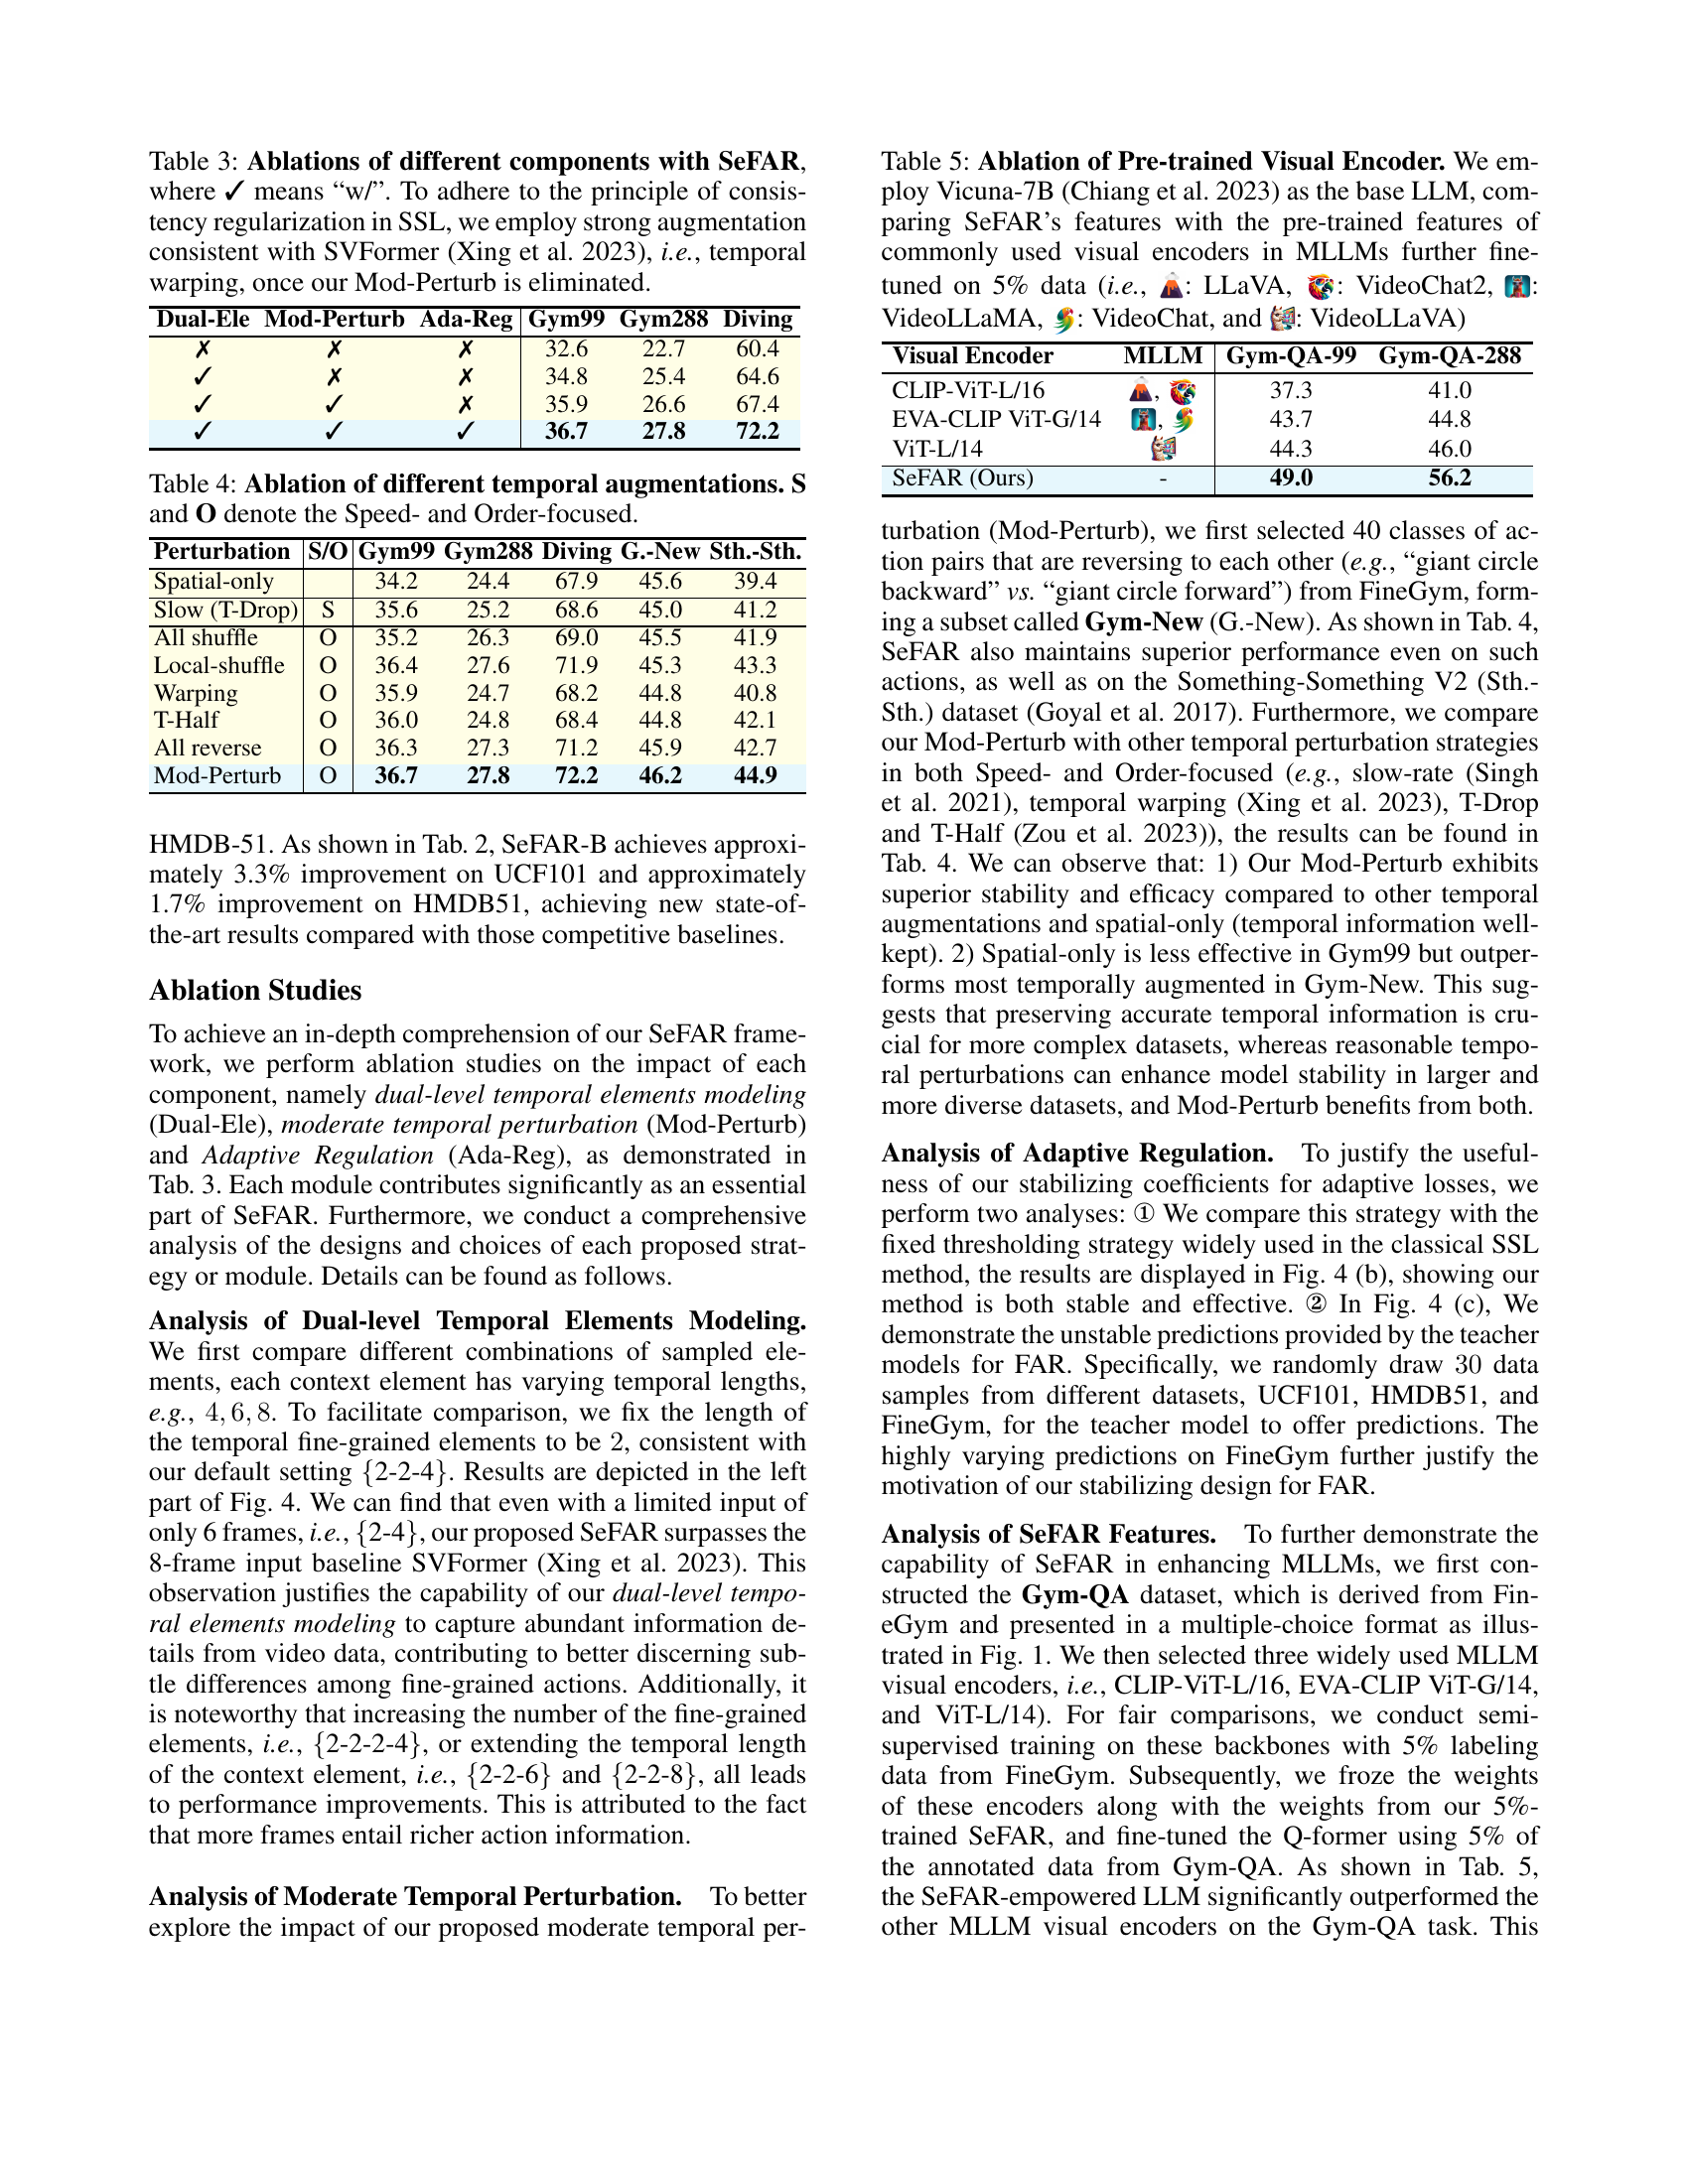 Table 3: Ablations of different components with SeFAR,
where ✓ means “w/”. To adhere to the principle of consis-
tency regularization in SSL, we employ strong augmentation
consistent with SVFormer (Xing et al. 2023), i.e., temporal
warping, once our Mod-Perturb is eliminated.
Dual-Ele Mod-Perturb Ada-Reg Gym99 Gym288 Diving
✗ ✗ ✗ 32.6 22.7 60.4
✓ ✗ ✗ 34.8 25.4 64.6
✓ ✓ ✗ 35.9 26.6 67.4
✓ ✓ ✓ 36.7 27.8 72.2
Table 4: Ablation of different temporal augmentations. S
and O denote the Speed- and Order-focused.
Perturbation S/O Gym99 Gym288 Diving G.-New Sth.-Sth.
Spatial-only 34.2 24.4 67.9 45.6 39.4
Slow (T-Drop) S 35.6 25.2 68.6 45.0 41.2
All shuffle O 35.2 26.3 69.0 45.5 41.9
Local-shuffle O 36.4 27.6 71.9 45.3 43.3
Warping O 35.9 24.7 68.2 44.8 40.8
T-Half O 36.0 24.8 68.4 44.8 42.1
All reverse O 36.3 27.3 71.2 45.9 42.7
Mod-Perturb O 36.7 27.8 72.2 46.2 44.9
HMDB-51. As shown in Tab. 2, SeFAR-B achieves approxi-
mately 3.3% improvement on UCF101 and approximately
1.7% improvement on HMDB51, achieving new state-of-
the-art results compared with those competitive baselines.
Ablation Studies
To achieve an in-depth comprehension of our SeFAR frame-
work, we perform ablation studies on the impact of each
component, namely dual-level temporal elements modeling
(Dual-Ele), moderate temporal perturbation (Mod-Perturb)
and Adaptive Regulation (Ada-Reg), as demonstrated in
Tab. 3. Each module contributes significantly as an essential
part of SeFAR. Furthermore, we conduct a comprehensive
analysis of the designs and choices of each proposed strat-
egy or module. Details can be found as follows.
Analysis of Dual-level Temporal Elements Modeling.
We first compare different combinations of sampled ele-
ments, each context element has varying temporal lengths,
e.g., 4, 6, 8. To facilitate comparison, we fix the length of
the temporal fine-grained elements to be 2, consistent with
our default setting {2-2-4}. Results are depicted in the left
part of Fig. 4. We can find that even with a limited input of
only 6 frames, i.e., {2-4}, our proposed SeFAR surpasses the
8-frame input baseline SVFormer (Xing et al. 2023). This
observation justifies the capability of our dual-level tempo-
ral elements modeling to capture abundant information de-
tails from video data, contributing to better discerning sub-
tle differences among fine-grained actions. Additionally, it
is noteworthy that increasing the number of the fine-grained
elements, i.e., {2-2-2-4}, or extending the temporal length
of the context element, i.e., {2-2-6} and {2-2-8}, all leads
to performance improvements. This is attributed to the fact
that more frames entail richer action information.
Analysis of Moderate Temporal Perturbation. To better
explore the impact of our proposed moderate temporal per-
Table 5: Ablation of Pre-trained Visual Encoder. We em-
ploy Vicuna-7B (Chiang et al. 2023) as the base LLM, com-
paring SeFAR’s features with the pre-trained features of
commonly used visual encoders in MLLMs further fine-
tuned on 5% data (i.e., : LLaVA, : VideoChat2, :
VideoLLaMA, : VideoChat, and : VideoLLaVA)
Visual Encoder MLLM Gym-QA-99 Gym-QA-288
CLIP-ViT-L/16 , 37.3 41.0
EVA-CLIP ViT-G/14 , 43.7 44.8
ViT-L/14 44.3 46.0
SeFAR (Ours) - 49.0 56.2
turbation (Mod-Perturb), we first selected 40 classes of ac-
tion pairs that are reversing to each other (e.g., “giant circle
backward” vs. “giant circle forward”) from FineGym, form-
ing a subset called Gym-New (G.-New). As shown in Tab. 4,
SeFAR also maintains superior performance even on such
actions, as well as on the Something-Something V2 (Sth.-
Sth.) dataset (Goyal et al. 2017). Furthermore, we compare
our Mod-Perturb with other temporal perturbation strategies
in both Speed- and Order-focused (e.g., slow-rate (Singh
et al. 2021), temporal warping (Xing et al. 2023), T-Drop
and T-Half (Zou et al. 2023)), the results can be found in
Tab. 4. We can observe that: 1) Our Mod-Perturb exhibits
superior stability and efficacy compared to other temporal
augmentations and spatial-only (temporal information well-
kept). 2) Spatial-only is less effective in Gym99 but outper-
forms most temporally augmented in Gym-New. This sug-
gests that preserving accurate temporal information is cru-
cial for more complex datasets, whereas reasonable tempo-
ral perturbations can enhance model stability in larger and
more diverse datasets, and Mod-Perturb benefits from both.
Analysis of Adaptive Regulation. To justify the useful-
ness of our stabilizing coefficients for adaptive losses, we
perform two analyses: ① We compare this strategy with the
fixed thresholding strategy widely used in the classical SSL
method, the results are displayed in Fig. 4 (b), showing our
method is both stable and effective. ② In Fig. 4 (c), We
demonstrate the unstable predictions provided by the teacher
models for FAR. Specifically, we randomly draw 30 data
samples from different datasets, UCF101, HMDB51, and
FineGym, for the teacher model to offer predictions. The
highly varying predictions on FineGym further justify the
motivation of our stabilizing design for FAR.
Analysis of SeFAR Features. To further demonstrate the
capability of SeFAR in enhancing MLLMs, we first con-
structed the Gym-QA dataset, which is derived from Fin-
eGym and presented in a multiple-choice format as illus-
trated in Fig. 1. We then selected three widely used MLLM
visual encoders, i.e., CLIP-ViT-L/16, EVA-CLIP ViT-G/14,
and ViT-L/14). For fair comparisons, we conduct semi-
supervised training on these backbones with 5% labeling
data from FineGym. Subsequently, we froze the weights
of these encoders along with the weights from our 5%-
trained SeFAR, and fine-tuned the Q-former using 5% of
the annotated data from Gym-QA. As shown in Tab. 5,
the SeFAR-empowered LLM significantly outperformed the
other MLLM visual encoders on the Gym-QA task. This